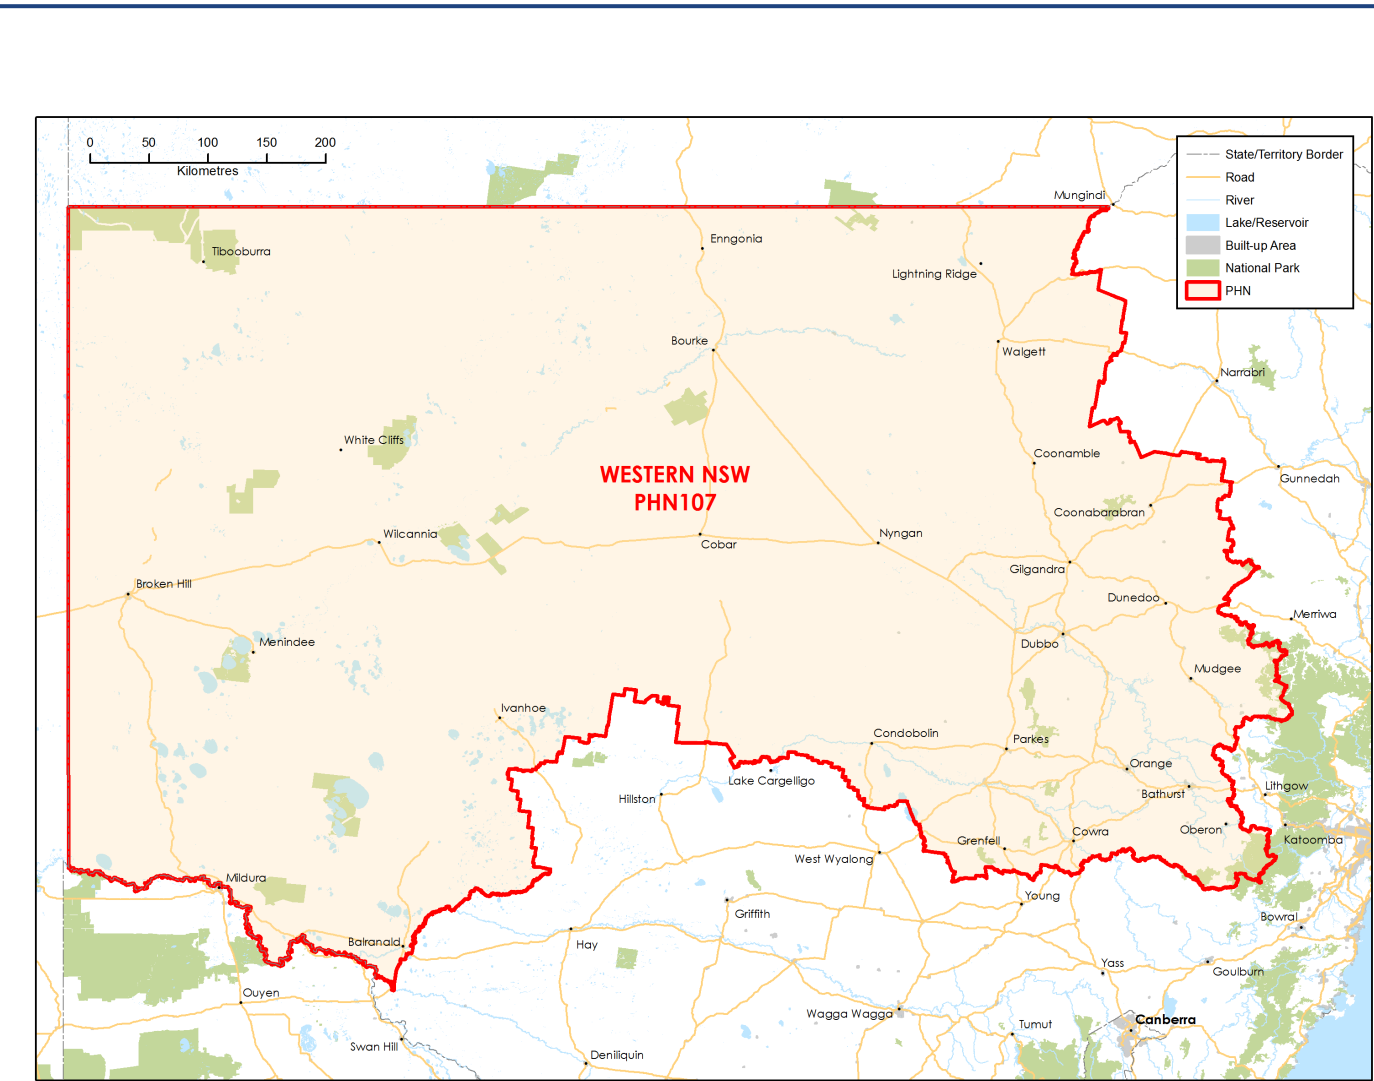 0 50 100 150 200
Kilometres
State/Territory Border
Road
River
Lake/Reservoir
Built-up Area
National Park
PHN
Mungindi
Enngonia
Tibooburra
Lightning Ridge
Bourke
Walgett
Narrabri
White Cliffs
Coonamble
WESTERN NSW
PHN107
Gunnedah
Coonabarabran
Wilcannia
Nyngan
Cobar
Gilgandra
Broken Hill
Dunedoo
Merriwa
Menindee
Dubbo
Mudgee
Ivanhoe
Condobolin
Parkes
Orange
Lake Cargelligo
Lithgow
Bathurst
Hillston
Oberon
Cowra
Grenfell
Katoomba
West Wyalong
Mildura
Young
Griffith
Bowral
Balranald
Hay
Yass
Goulburn
Ouyen
Wagga Wagga
Canberra
Tumut
Swan Hill
Deniliquin